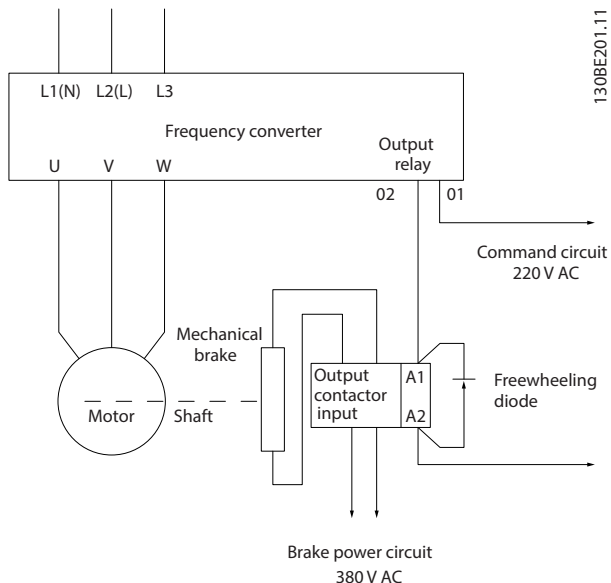 130BE201.11
L1(N) L2(L) L3
Frequency converter
Output
relay
U V W
02 01
Command circuit
220 V AC
Mechanical
brake
Output
contactor
input
A1
A2
Freewheeling
diode
Motor
Shaft
Brake power circuit
380 V AC